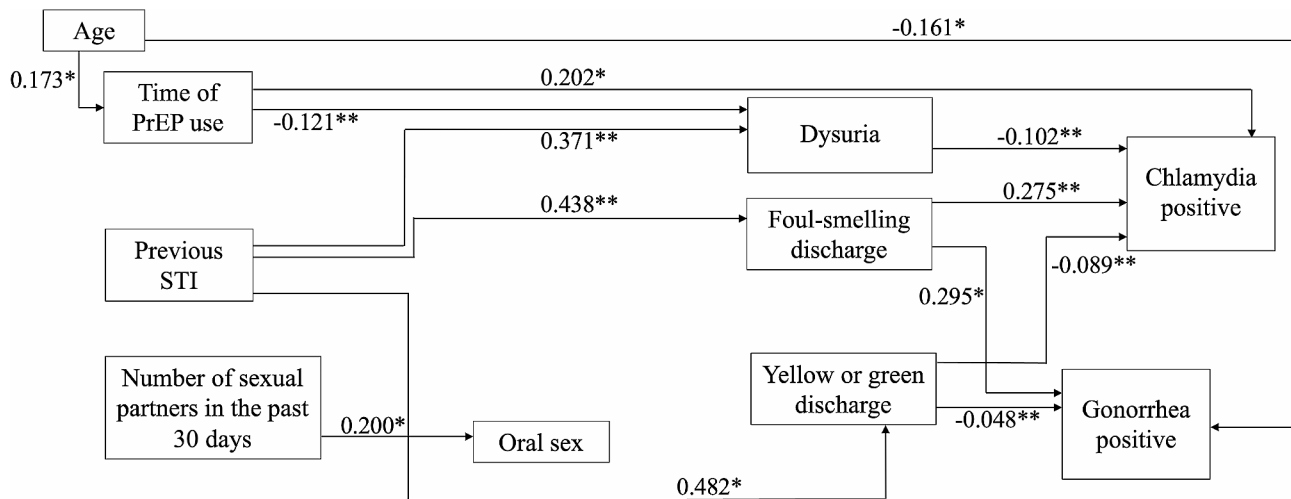 Age
-0.161*
0.173*
Time of
PrEP use
0.202*
-0.121**
Dysuria
0.371**
-0.102**
Chlamydia
positive
0.438**
Foul-smelling
discharge
0.275**
Previous
STI
-0.089**
0.295*
Number of sexual
partners in the past
30 days
0.200*
Oral sex
Yellow or green
discharge
-0.048**
Gonorrhea
positive
0.482*